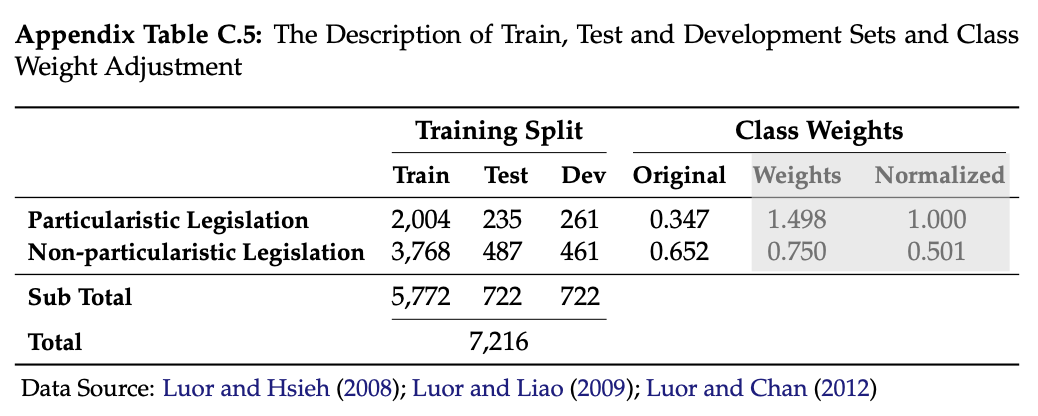 Appendix Table C.5: The Description of Train, Test and Development Sets and Class
Weight Adjustment
Training Split Class Weights
Train Test Dev Original Weights Normalized
Particularistic Legislation 2,004 235 261 0.347 1.498 1.000
Non-particularistic Legislation 3,768 487 461 0.652 0.750 0.501
Sub Total 5,772 722 722
Total 7,216
Data Source: Luor and Hsieh (2008); Luor and Liao (2009); Luor and Chan (2012)